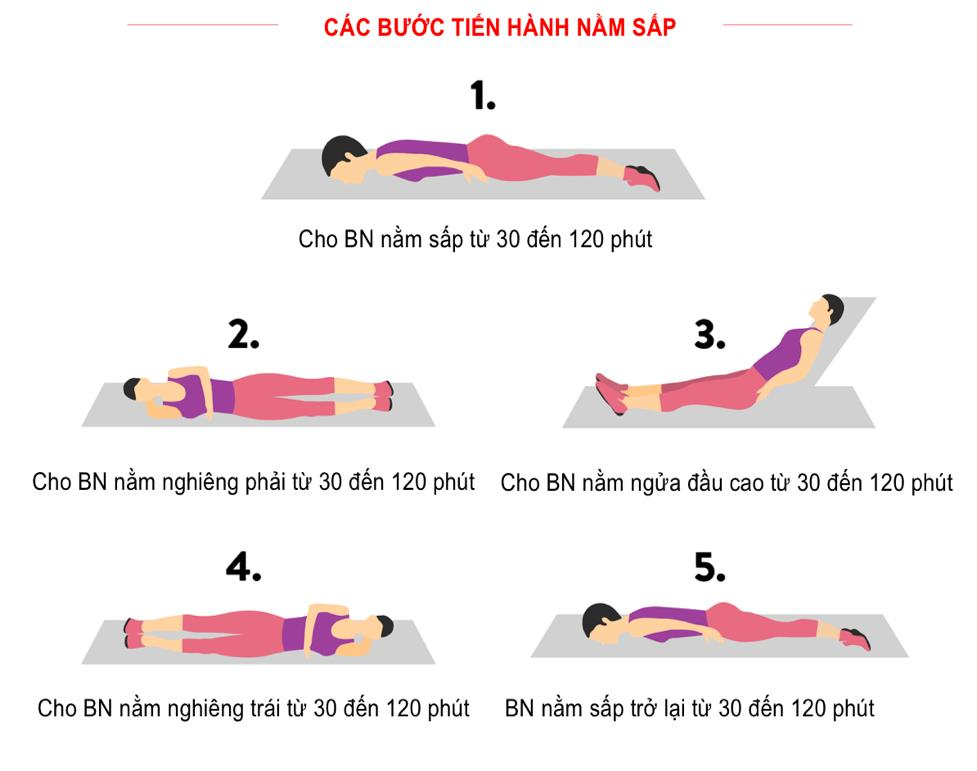 CÁC BƯỚC TIẾN HÀNH NẰM SẤP
1.
Cho BN nằm sấp từ 30 đến 120 phút
2.
Cho BN nằm nghiêng phải từ 30 đến 120 phút
3.
Cho BN nằm ngửa đầu cao từ 30 đến 120 phút
4.
Cho BN nằm nghiêng trái từ 30 đến 120 phút
5.
BN nằm sấp trở lại từ 30 đến 120 phút